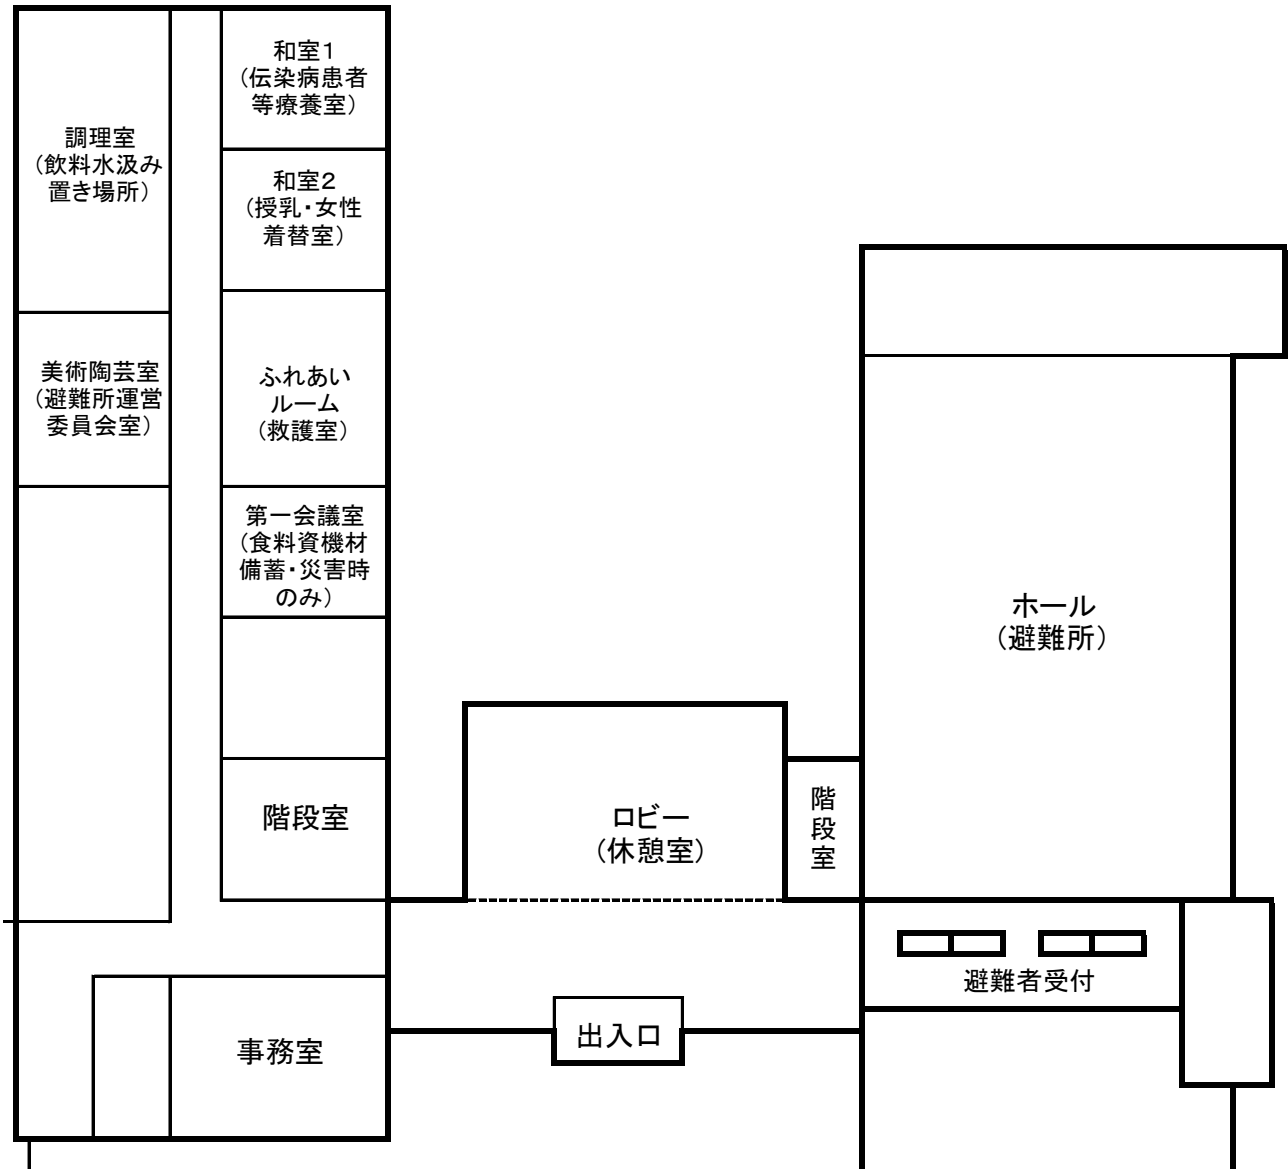 和室1
（伝染病患者
等療養室）
調理室
（飲料水汲み
置き場所）
和室2
（授乳・女性
着替室）
美術陶芸室
（避難所運営
委員会室）
ふれあい
ルーム
（救護室）
第一会議室
（食料資機材
備蓄・災害時
のみ）
ホール
（避難所）
階段室
ロビー
（休憩室）
階
段
室
避難者受付
事務室
出入口